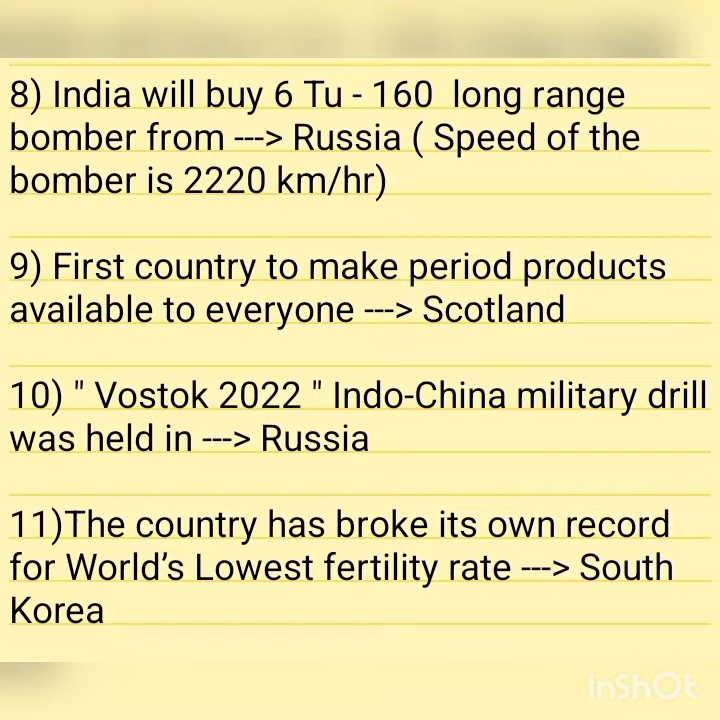 8) India will buy 6 Tu - 160  long range
bomber from ---> Russia ( Speed of the
bomber is 2220 km/hr)
9) First country to make period products
available to everyone ---> Scotland
10) " Vostok 2022 " Indo-China military drill
was held in ---> Russia
11)The country has broke its own record
for World’s Lowest fertility rate ---> South
Korea
InShOt